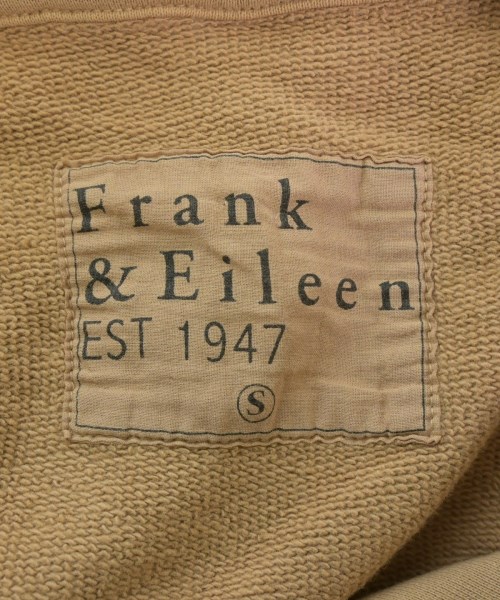 Frank
& Eileen
EST 1947
S